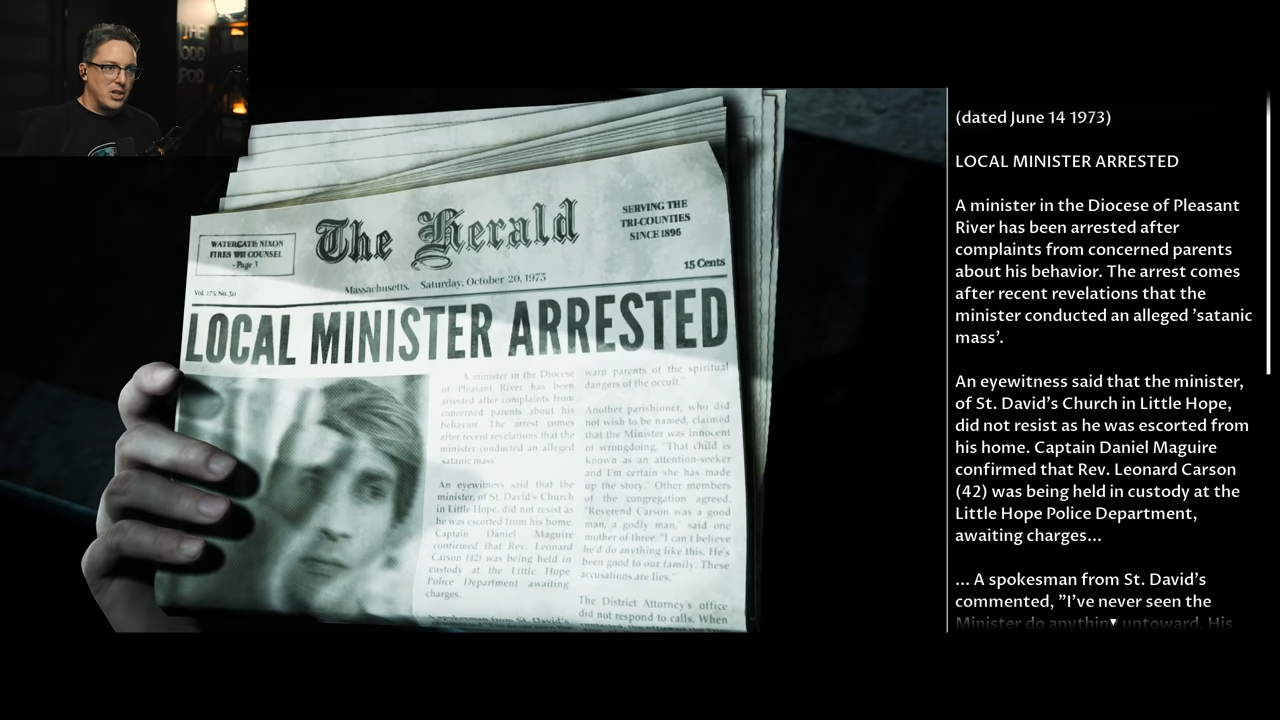 THE
ODD
POD
WATERGATE: NIXON
FIRES
COUNSEL
- Page 3
The Herald
SERVING THE
TRI-COUNTIES
SINCE 1896
15 Cents
Massachusetts, Saturday, October 20, 1973
LOCAL MINISTER ARRESTED
A minister in the Diocese
of Pleasant River has been
arrested after complaints from
concerned parents about his
behavior. The arrest comes
after recent revelations that the
minister conducted an alleged
satanic mass
An eyewitness said that the
minister, of St. David's Church
in Little Hope, did not resist as
he was escorted from his home.
Captain Daniel Maguire
confirmed that Rev. Leonard
Carson (42) was being held in
custody at the Little Hope
Police Department awaiting
charges.
warn parents of the spiritual
dangers of the occult."
Another parishioner, who did
not wish to be named, claimed
that the Minister was innocent
of wrongdoing. "That child is
known as an attention-seeker
and I'm certain she has made
up the story." Other members
of the congregation agreed.
"Reverend Carson was a good
man, a godly man," said one
mother of three. "I can't believe
he'd do anything like this. He's
been good to our family. These
accusations are lies."
The District Attorney's office
did not respond to calls. When
(dated June 14 1973)
LOCAL MINISTER ARRESTED
A minister in the Diocese of Pleasant
River has been arrested after
complaints from concerned parents
about his behavior. The arrest comes
after recent revelations that the
minister conducted an alleged 'satanic
mass'.
An eyewitness said that the minister,
of St. David's Church in Little Hope,
did not resist as he was escorted from
his home. Captain Daniel Maguire
confirmed that Rev. Leonard Carson
(42) was being held in custody at the
Little Hope Police Department,
awaiting charges...
... A spokesman from St. David's
commented, "I've never seen the
Minister do anything untoward. His